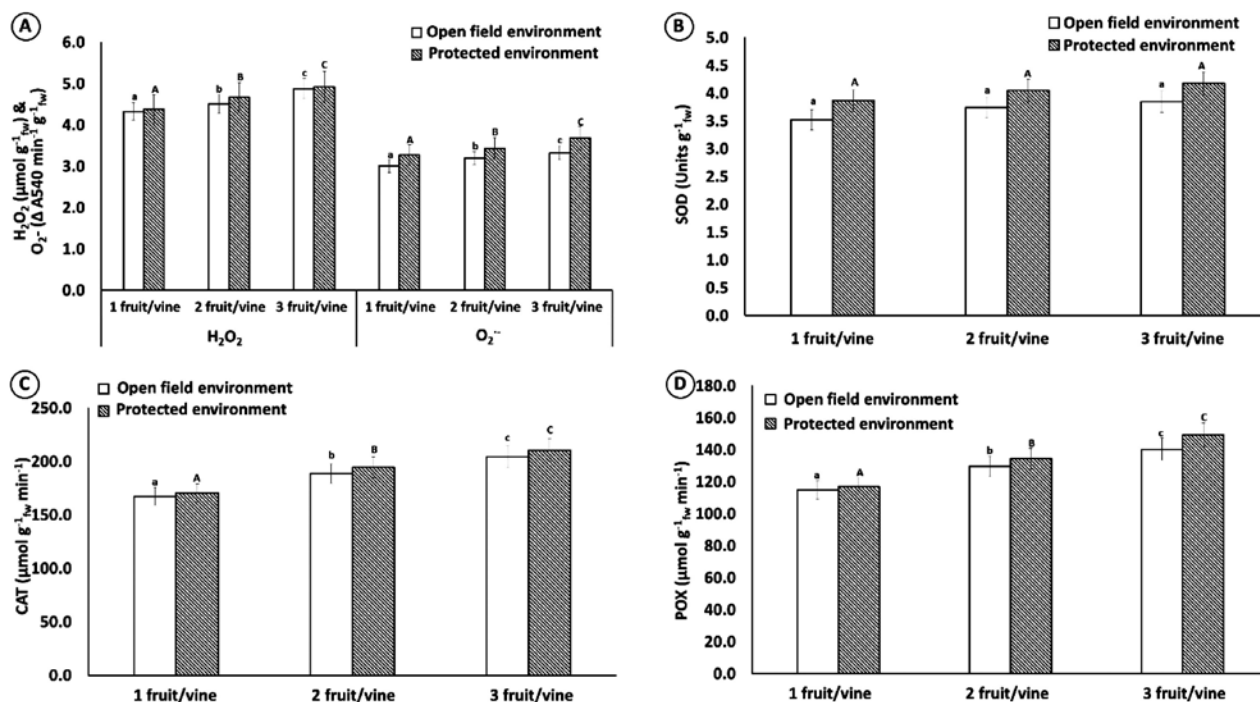 A
Open field environment
Protected environment
6.0
5.0
4.0
3.0
2.0
1.0
0.0
H₂O₂ (µmol g⁻¹fw) &
O₂- (Δ A540 min⁻¹ g⁻¹fw)
a A b B c C a A b B c C
1 fruit/vine 2 fruit/vine 3 fruit/vine 1 fruit/vine 2 fruit/vine 3 fruit/vine
H₂O₂ O₂·-
B
Open field environment
Protected environment
5.0
4.5
4.0
3.5
3.0
2.5
2.0
1.5
1.0
0.5
0.0
SOD (Units g⁻¹fw)
a A a A a A
1 fruit/vine 2 fruit/vine 3 fruit/vine
C
Open field environment
Protected environment
250.0
200.0
150.0
100.0
50.0
0.0
CAT (µmol g⁻¹fw min⁻¹)
a A b B c C
1 fruit/vine 2 fruit/vine 3 fruit/vine
D
Open field environment
Protected environment
180.0
160.0
140.0
120.0
100.0
80.0
60.0
40.0
20.0
0.0
POX (µmol g⁻¹fw min⁻¹)
a A b B c C
1 fruit/vine 2 fruit/vine 3 fruit/vine